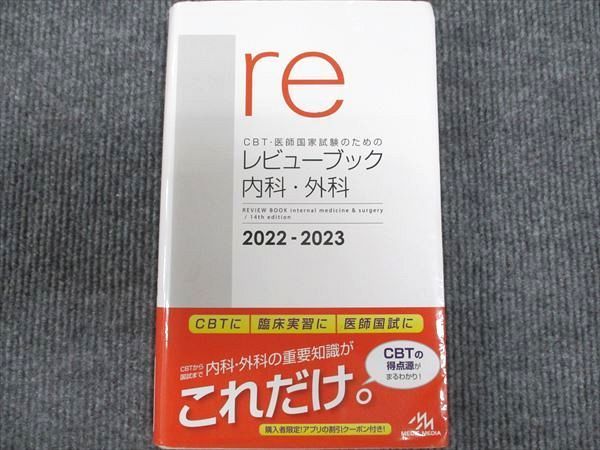 re
CBT・医師国家試験のための
レビューブック
内科・外科
REVIEW BOOK internal medicine & surgery
/ 14th edition
2022-2023
CBTに 臨床実習に 医師国試に
CBTから
国試まで
内科・外科の重要知識が
これだけ。
CBTの
得点源が
まるわかり!
購入者限定!アプリの割引クーポン付き!
MEDIC MEDIA